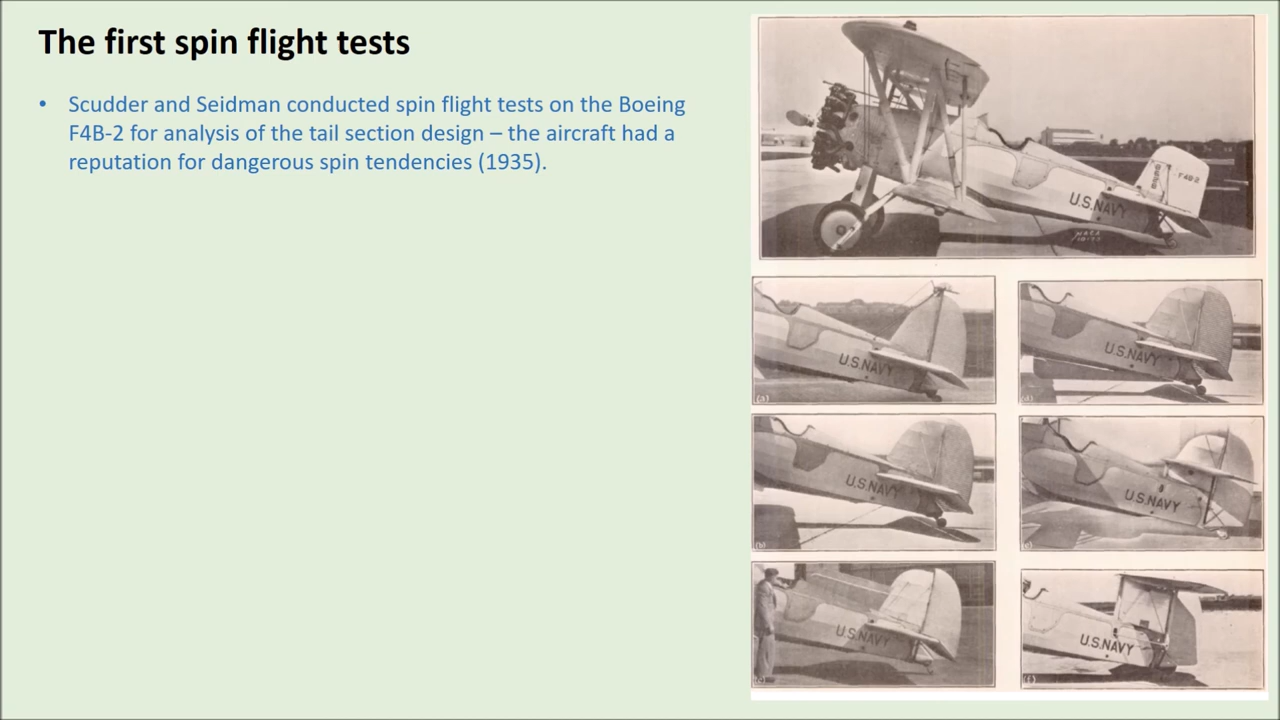 The first spin flight tests
• Scudder and Seidman conducted spin flight tests on the Boeing
F4B-2 for analysis of the tail section design – the aircraft had a
reputation for dangerous spin tendencies (1935).
F4B-2
U.S.NAVY
NACA
U.S.NAVY
(a)
U.S.NAVY
(d)
U.S.NAVY
(b)
U.S.NAVY
(e)
U.S.NAVY
(c)
U.S.NAVY
(f)